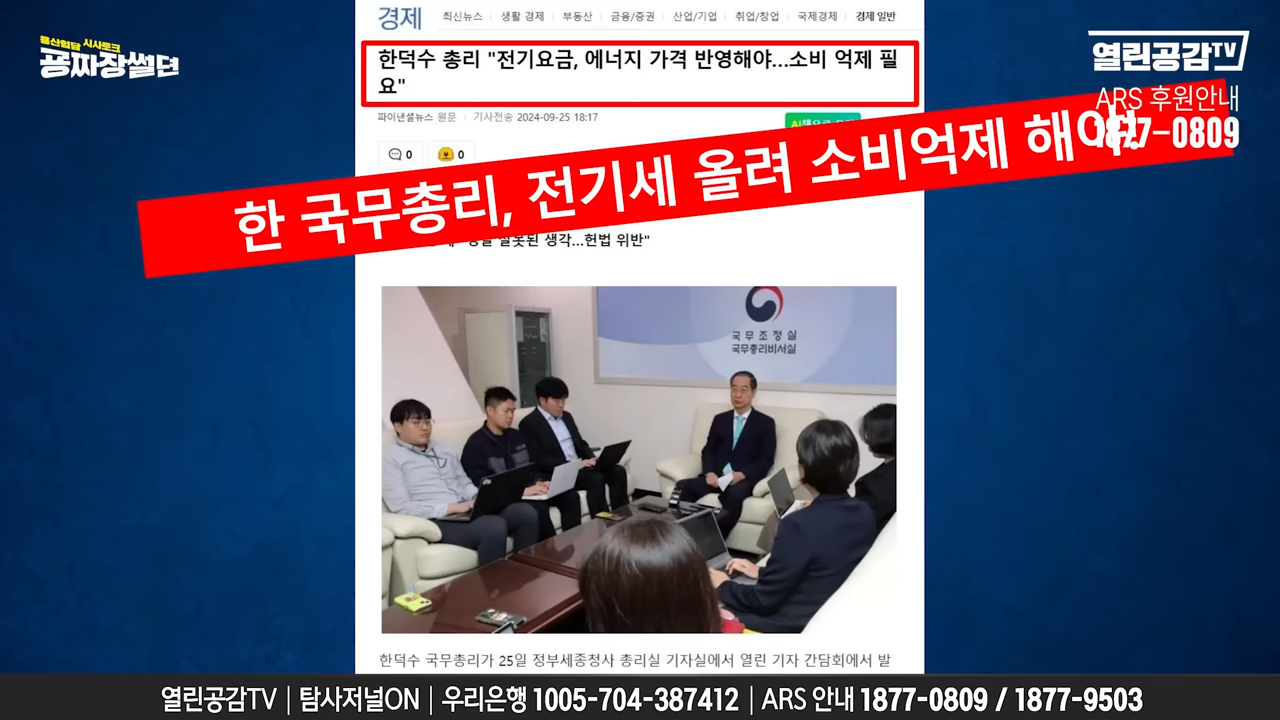 용산협담 시사토크
공짜장썰뎐
열린공감TV
ARS 후원안내
1877-0809
경제
최신뉴스 생활 경제 부동산 금융/증권 산업/기업 취업/창업 국제경제 경제 일반
한덕수 총리 "전기요금, 에너지 가격 반영해야...소비 억제 필
요"
파이낸셜뉴스 원문 기사전송 2024-09-25 18:17
0 0
한 국무총리, 전기세 올려 소비억제 해야!
잘못된 생각...헌법 위반"
국무조정실
국무총리비서실
한덕수 국무총리가 25일 정부세종청사 총리실 기자실에서 열린 기자 간담회에서 발
열린공감TV | 탐사저널ON | 우리은행 1005-704-387412 | ARS 안내 1877-0809 / 1877-9503